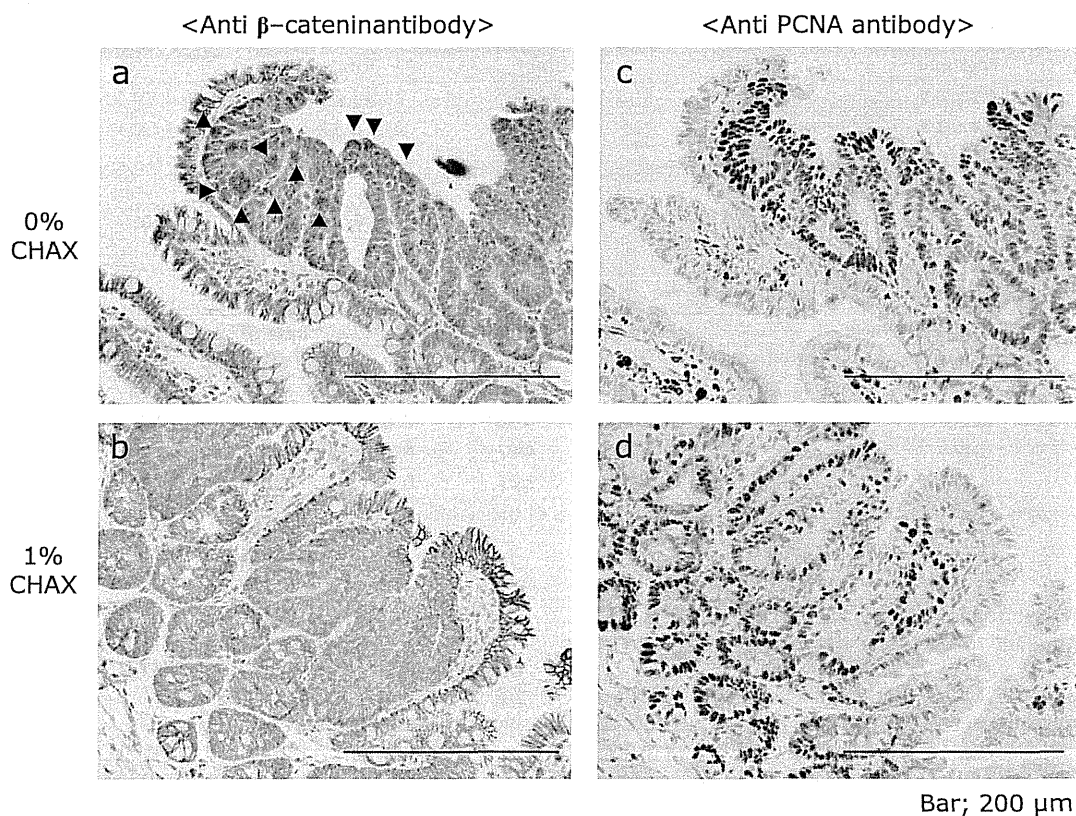 <Anti β–cateninantibody>
<Anti PCNA antibody>
a
c
0%
CHAX
b
d
1%
CHAX
Bar; 200 μm